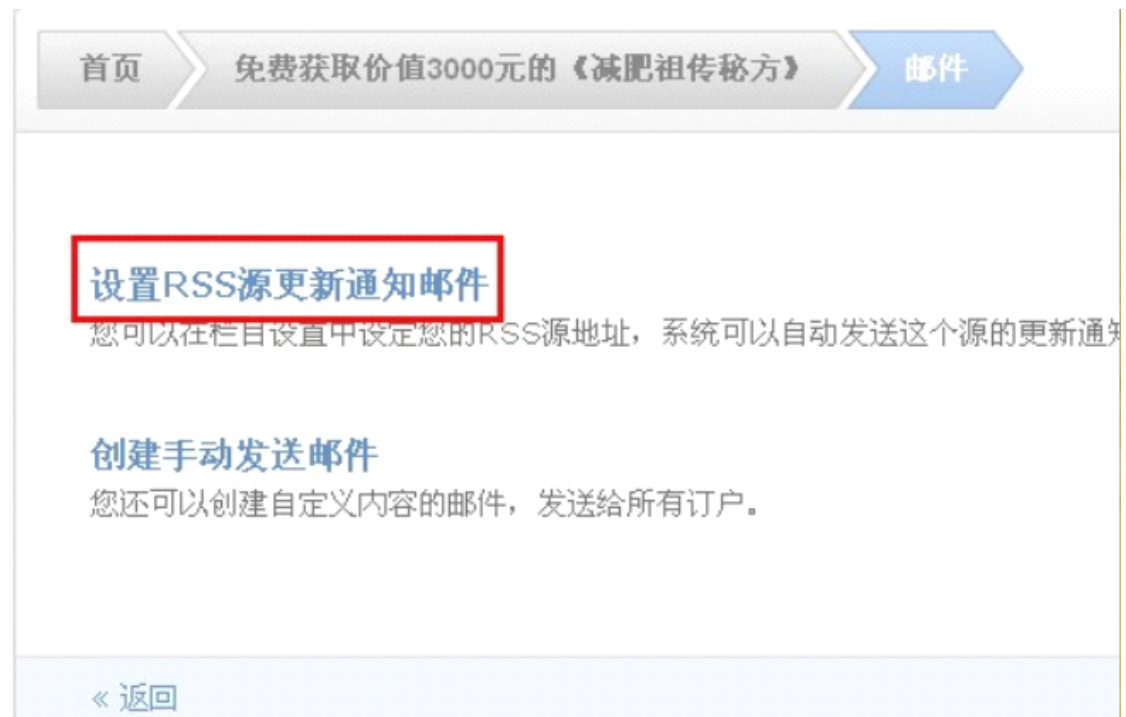 首页 免费获取价值3000元的《减肥祖传秘方》 邮件
设置RSS源更新通知邮件
您可以在栏目设置中设定您的RSS源地址，系统可以自动发送这个源的更新通
创建手动发送邮件
您还可以创建自定义内容的邮件，发送给所有订户。
« 返回